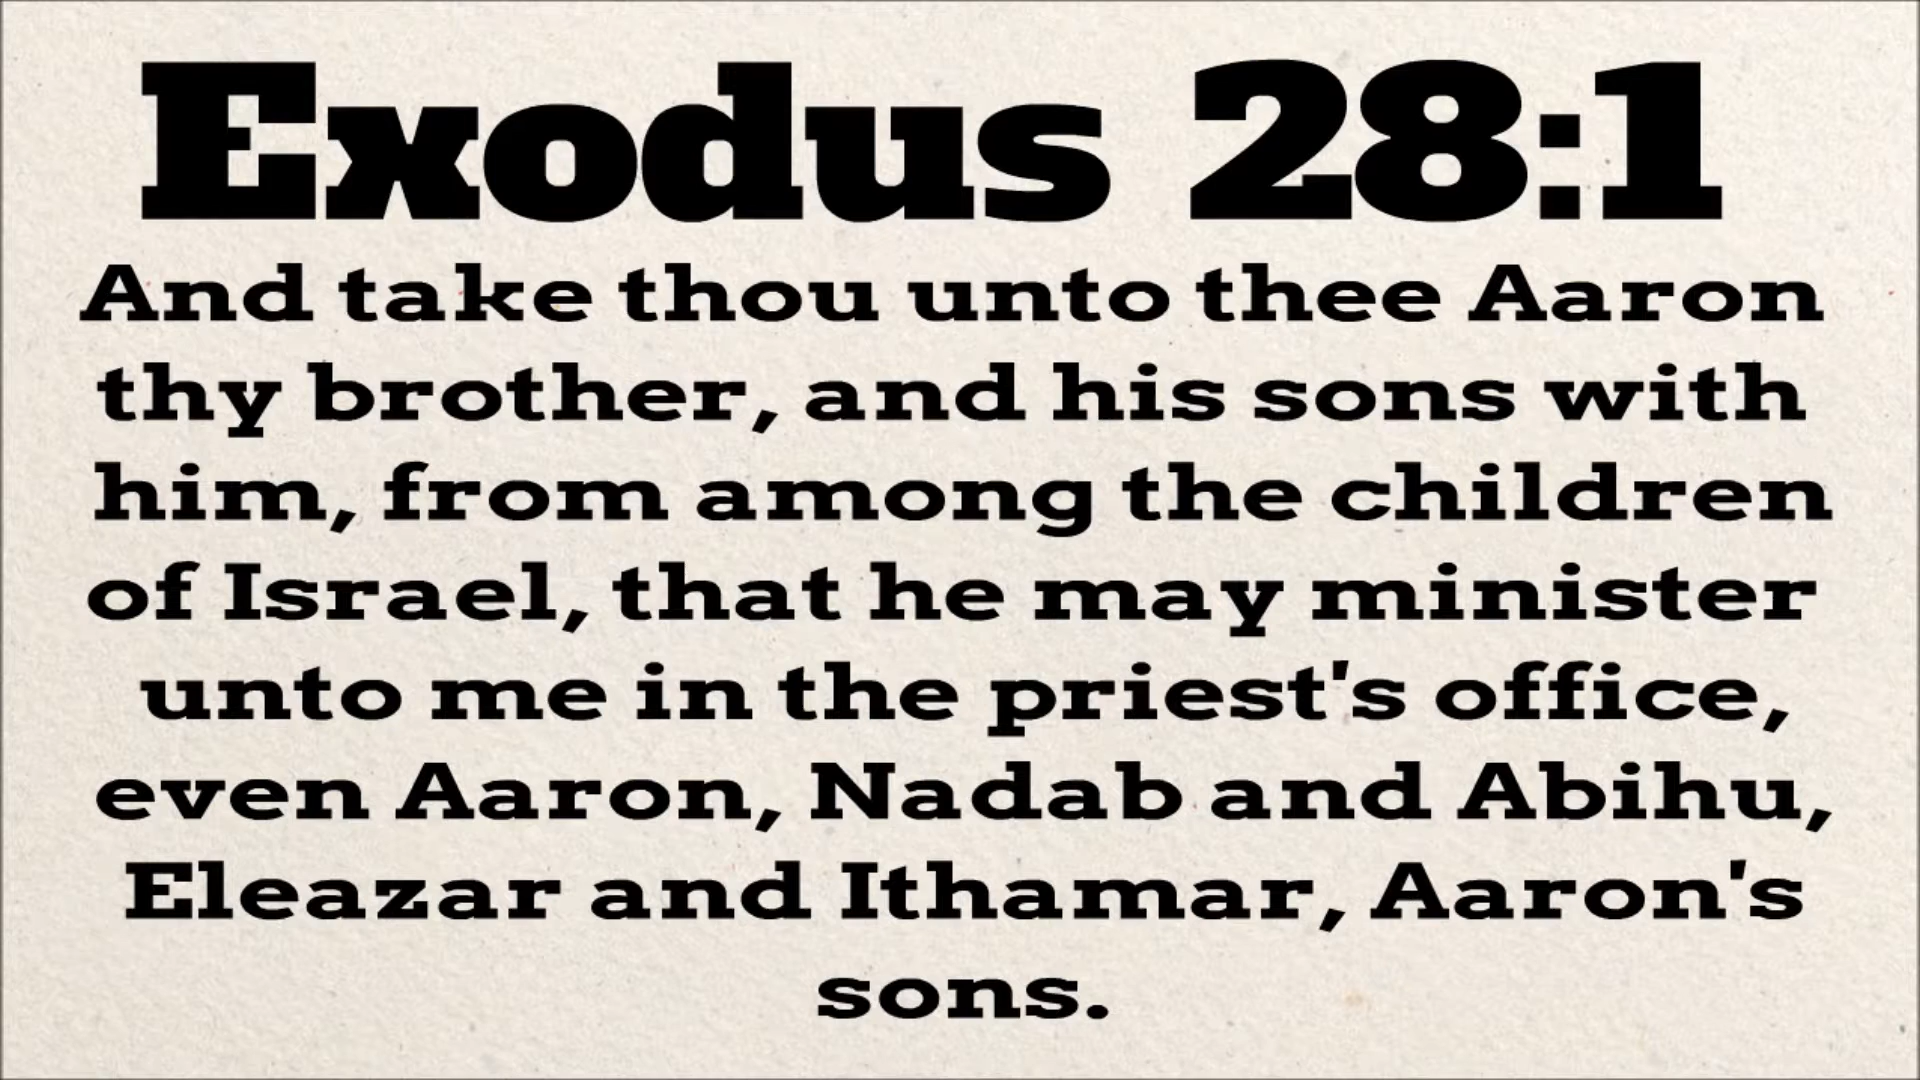 Exodus 28:1
And take thou unto thee Aaron
thy brother, and his sons with
him, from among the children
of Israel, that he may minister
unto me in the priest's office,
even Aaron, Nadab and Abihu,
Eleazar and Ithamar, Aaron's
sons.